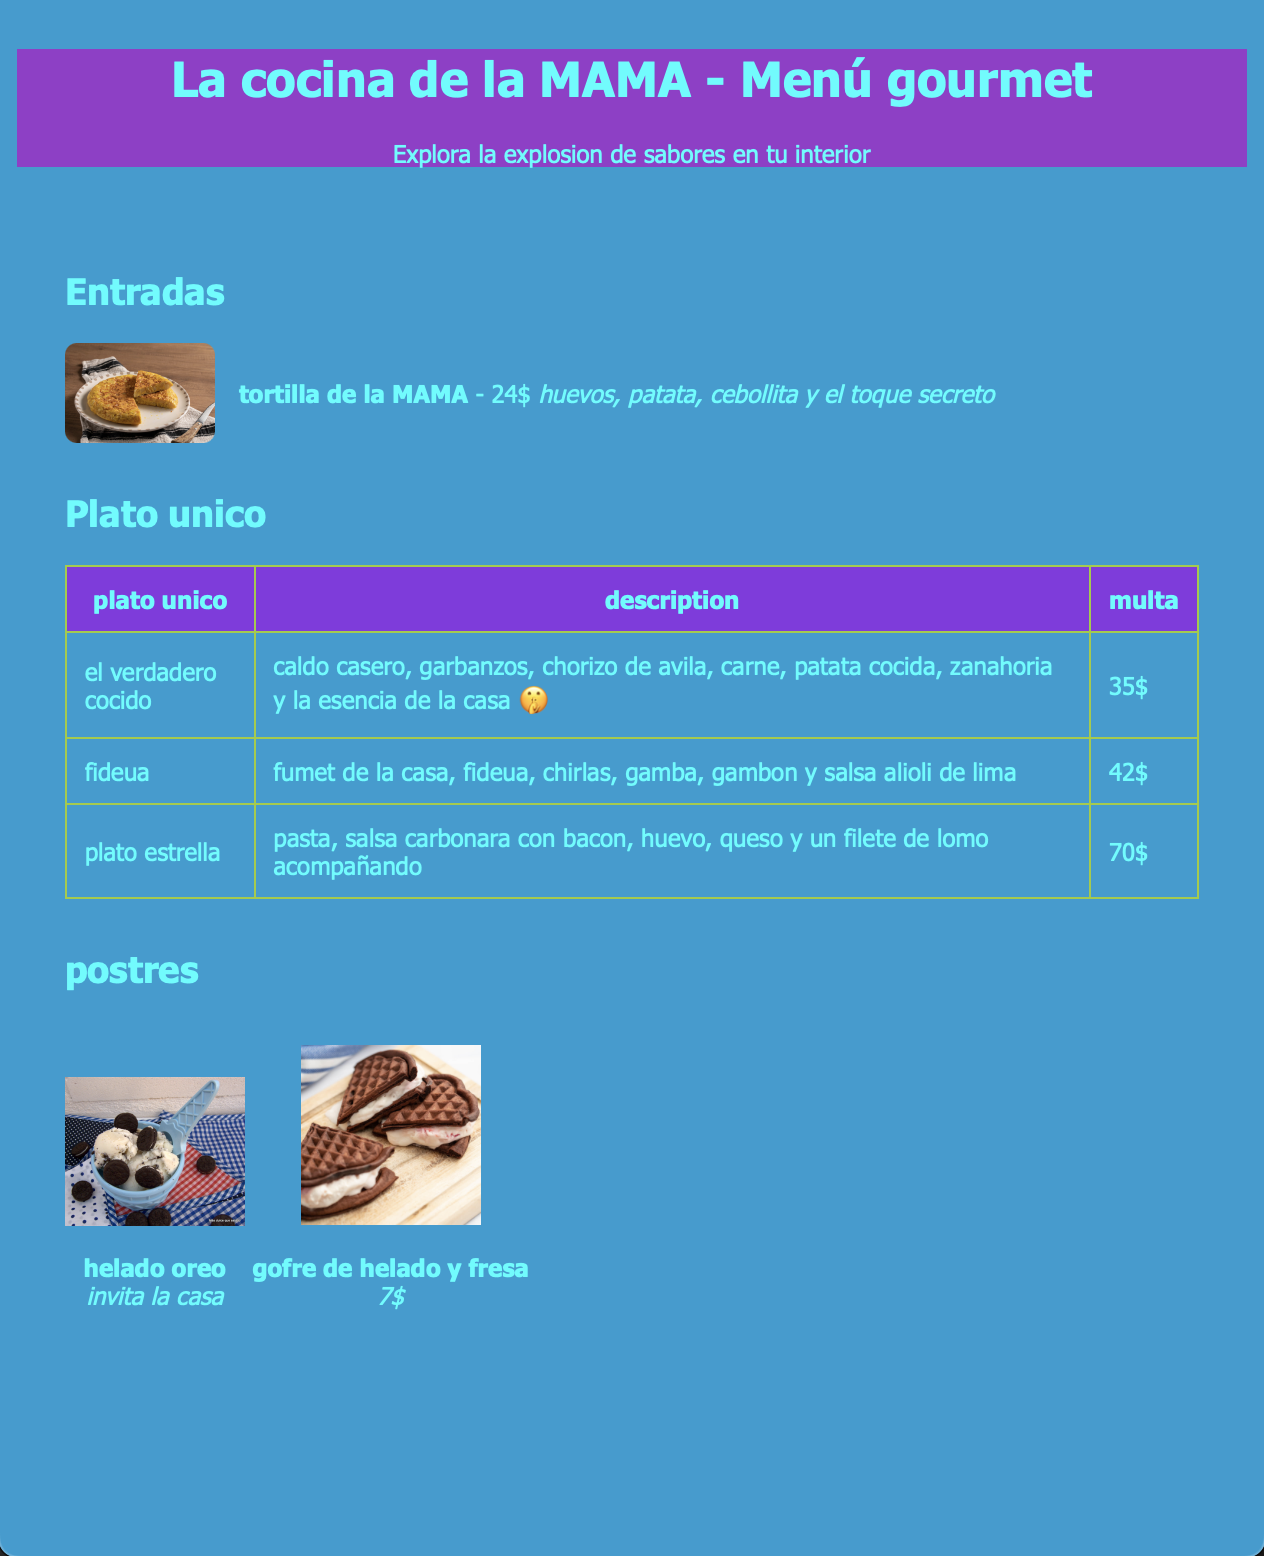 La cocina de la MAMA - Menú gourmet
Explora la explosion de sabores en tu interior
Entradas
tortilla de la MAMA - 24$ huevos, patata, cebollita y el toque secreto
Plato unico
plato unico description multa
el verdadero cocido
caldo casero, garbanzos, chorizo de avila, carne, patata cocida, zanahoria
y la esencia de la casa 🤫
35$
fideua fumet de la casa, fideua, chirlas, gamba, gambon y salsa alioli de lima 42$
plato estrella
pasta, salsa carbonara con bacon, huevo, queso y un filete de lomo
acompañando
70$
postres
helado oreo
invita la casa
gofre de helado y fresa
7$